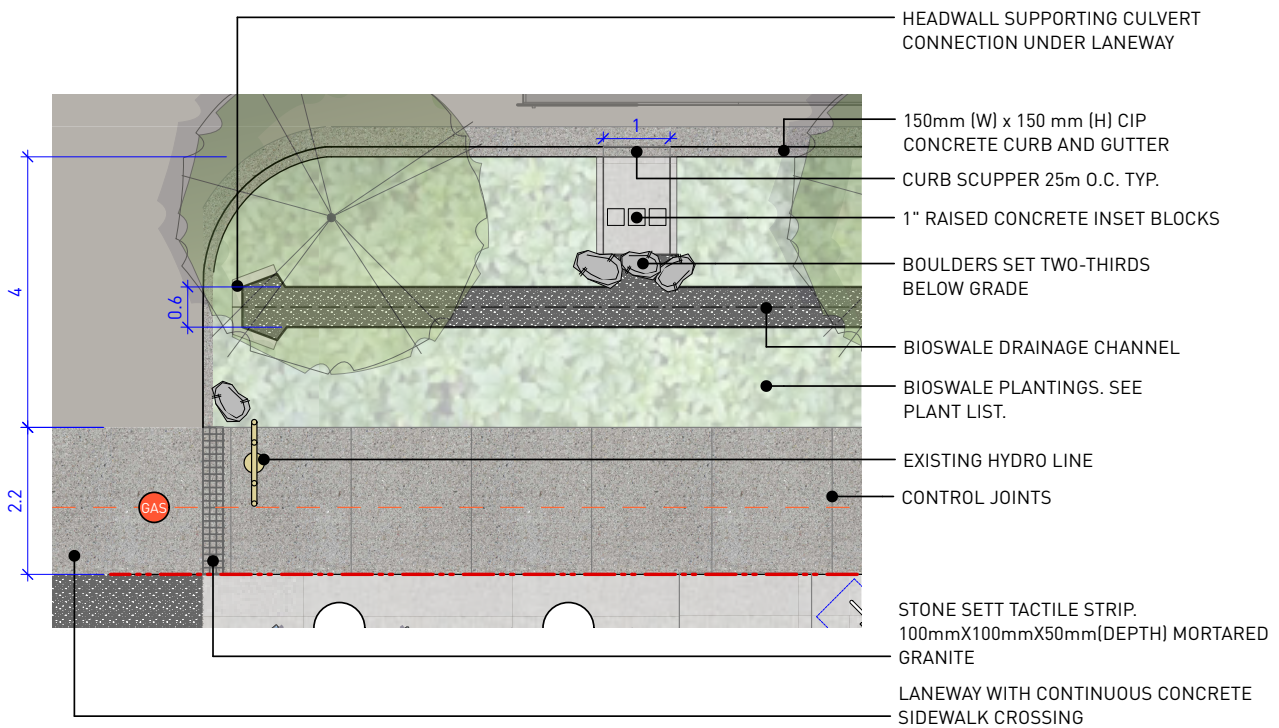 HEADWALL SUPPORTING CULVERT
CONNECTION UNDER LANEWAY
150mm (W) x 150 mm (H) CIP
CONCRETE CURB AND GUTTER
1
CURB SCUPPER 25m O.C. TYP.
1" RAISED CONCRETE INSET BLOCKS
BOULDERS SET TWO-THIRDS
BELOW GRADE
4
0.6
BIOSWALE DRAINAGE CHANNEL
BIOSWALE PLANTINGS. SEE
PLANT LIST.
EXISTING HYDRO LINE
CONTROL JOINTS
2.2
GAS
STONE SETT TACTILE STRIP.
100mmX100mmX50mm(DEPTH) MORTARED
GRANITE
LANEWAY WITH CONTINUOUS CONCRETE
SIDEWALK CROSSING